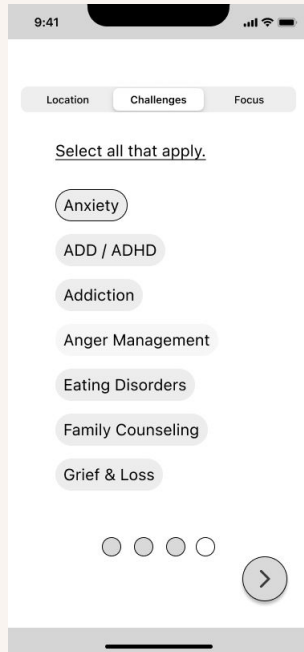 9:41
Location Challenges Focus
Select all that apply.
Anxiety
ADD / ADHD
Addiction
Anger Management
Eating Disorders
Family Counseling
Grief & Loss